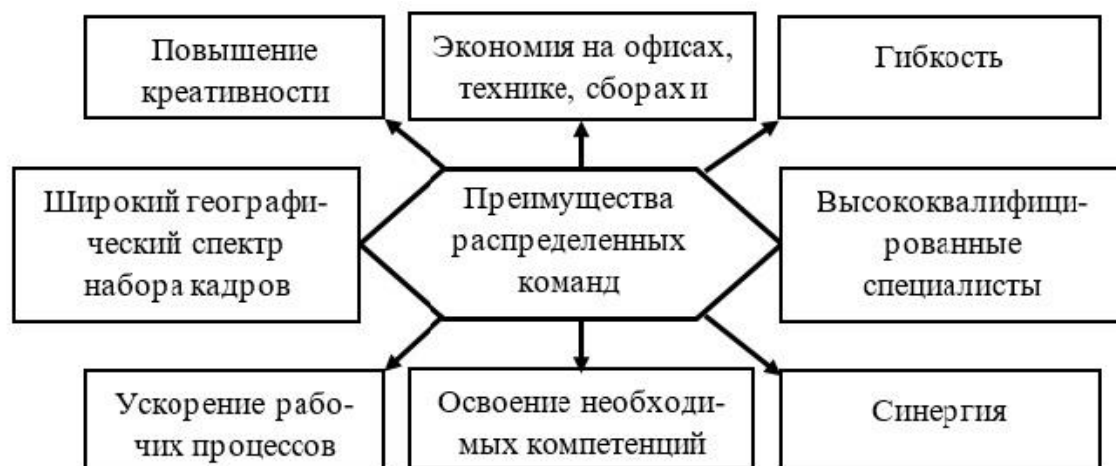 Повышение
креативности
Экономия на офисах,
технике, сборах и
Гибкость
Широкий географи-
ческий спектр
набора кадров
Преимущества
распределенных
команд
Высококвалифици-
рованные
специалисты
Ускорение рабо-
чих процессов
Освоение необходи-
мых компетенций
Синергия